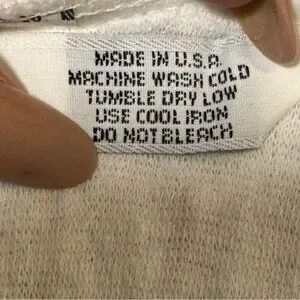 MADE IN U.S.A.
MACHINE WASH COLD
TUMBLE DRY LOW
USE COOL IRON
DO NOT BLEACH